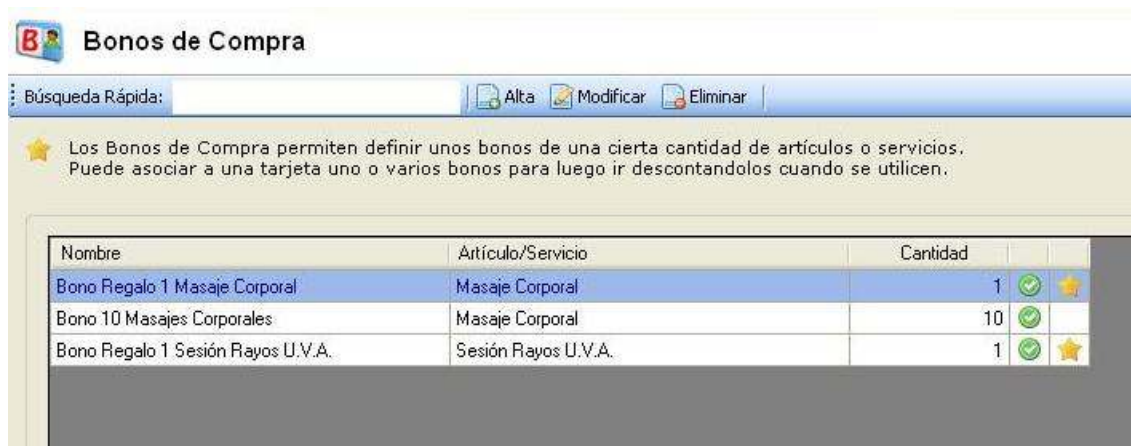 B Bonos de Compra
Búsqueda Rápida: Alta Modificar Eliminar
Los Bonos de Compra permiten definir unos bonos de una cierta cantidad de artículos o servicios.
Puede asociar a una tarjeta uno o varios bonos para luego ir descontandolos cuando se utilicen.
Nombre Artículo/Servicio Cantidad
Bono Regalo 1 Masaje Corporal Masaje Corporal 1
Bono 10 Masajes Corporales Masaje Corporal 10
Bono Regalo 1 Sesión Rayos U.V.A. Sesión Rayos U.V.A. 1